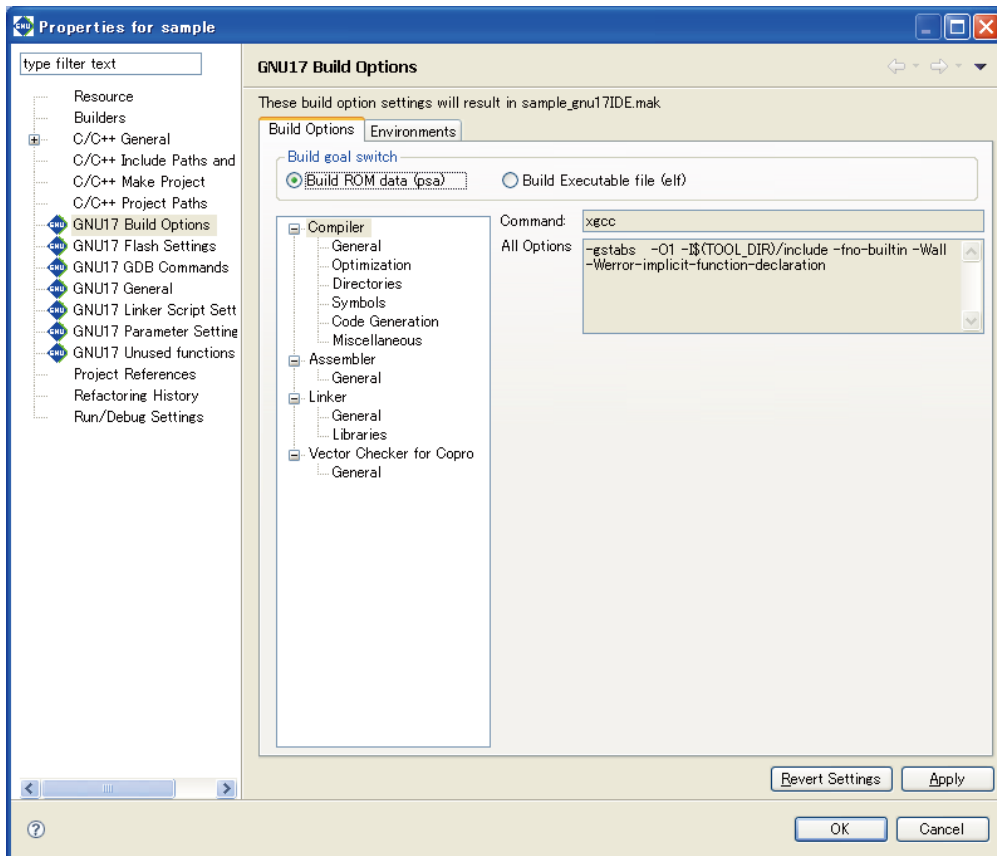 Properties for sample
type filter text
Resource
Builders
C/C++ General
C/C++ Include Paths and
C/C++ Make Project
C/C++ Project Paths
GNU17 Build Options
GNU17 Flash Settings
GNU17 GDB Commands
GNU17 General
GNU17 Linker Script Sett
GNU17 Parameter Setting
GNU17 Unused functions
Project References
Refactoring History
Run/Debug Settings
GNU17 Build Options
These build option settings will result in sample_gnu17IDE.mak
Build Options Environments
Build goal switch
Build ROM data (psa) Build Executable file (elf)
Compiler
General
Optimization
Directories
Symbols
Code Generation
Miscellaneous
Assembler
General
Linker
General
Libraries
Vector Checker for Copro
General
Command: xgcc
All Options -gstabs -O1 -I$(TOOL_DIR)/include -fno-builtin -Wall
-Werror-implicit-function-declaration
Revert Settings Apply
OK Cancel